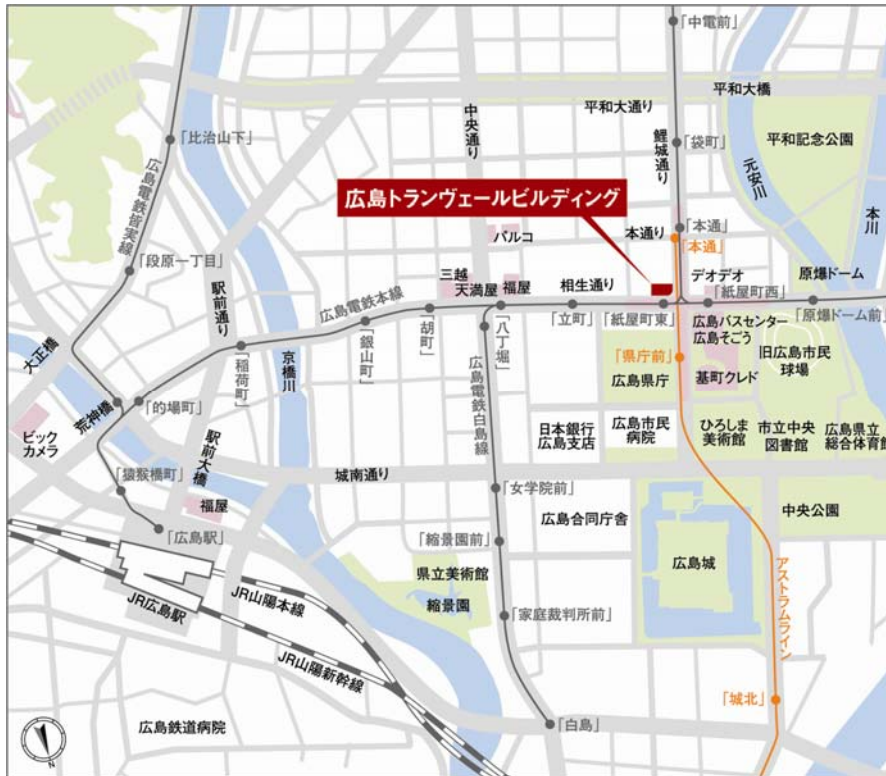 「中電前」
平和大通り
平和大橋
中央通り
鯉城通り
「袋町」
平和記念公園
元安川
本川
「比治山下」
広島電鉄皆実線
広島トランヴェールビルディング
パルコ
本通り
「本通」
「本通」
「段原一丁目」
駅前通り
三越
天満屋
福屋
相生通り
デオデオ
原爆ドーム
広島電鉄本線
「胡町」
「八丁堀」
「立町」
「紙屋町東」
「紙屋町西」
「原爆ドーム前」
「銀山町」
「稲荷町」
京橋川
大正橋
広島電鉄白島線
「県庁前」
広島県庁
広島バスセンター
広島そごう
基町クレド
旧広島市民
球場
荒神橋
「的場町」
ビック
カメラ
駅前大橋
日本銀行
広島支店
広島市民
病院
ひろしま
美術館
市立中央
図書館
広島県立
総合体育館
「猿猴橋町」
城南通り
「女学院前」
福屋
「広島駅」
広島合同庁舎
中央公園
「縮景園前」
県立美術館
縮景園
広島城
アストラムライン
JR広島駅
JR山陽本線
「家庭裁判所前」
JR山陽新幹線
「城北」
広島鉄道病院
「白島」
N